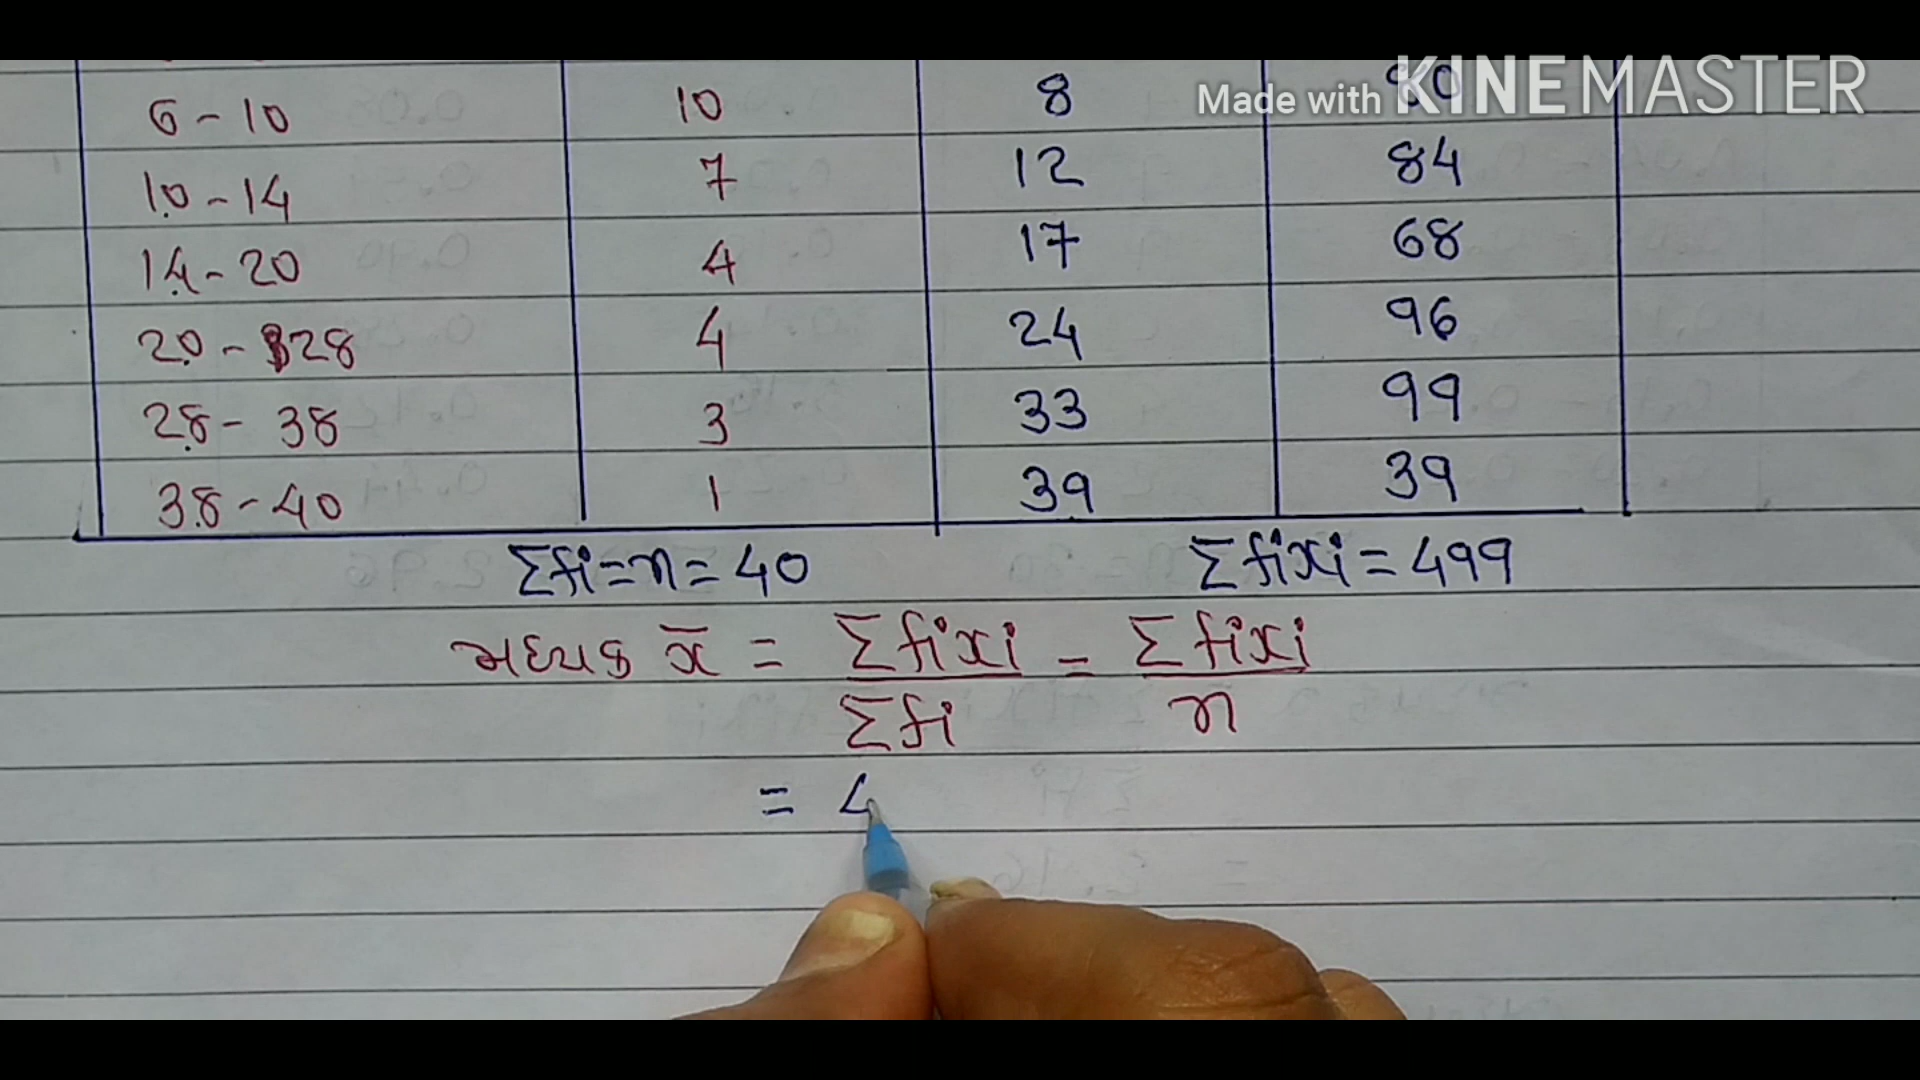 Made with KINEMASTER
6-10 10 8 80
10-14 7 12 84
14-20 4 17 68
20-28 4 24 96
28-38 3 33 99
38-40 1 39 39
Σfi=n=40 Σfixi=499
મધ્યક x̄ = Σfixi/Σfi = Σfixi/n
= 4